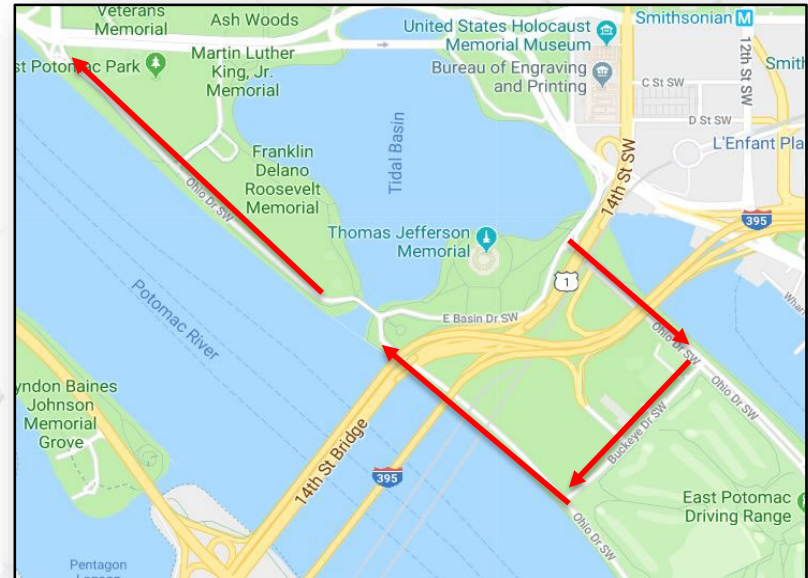 Veterans
Memorial
Ash Woods
United States Holocaust
Memorial Museum
Smithsonian M
Martin Luther
King, Jr.
Memorial
st Potomac Park
Bureau of Engraving
and Printing
12th St SW
Smith
C St SW
D St SW
L'Enfant Pla
Tidal Basin
14th St SW
Franklin
Delano
Roosevelt
Memorial
Ohio Dr SW
395
Thomas Jefferson
Memorial
1
Potomac River
E Basin Dr SW
Wharf
Ohio Dr SW
Ohio Dr SW
yndon Baines
Johnson
Memorial
Grove
Buckeye Dr SW
14th St Bridge
395
East Potomac
Driving Range
Ohio Dr SW
Pentagon
Lagoon